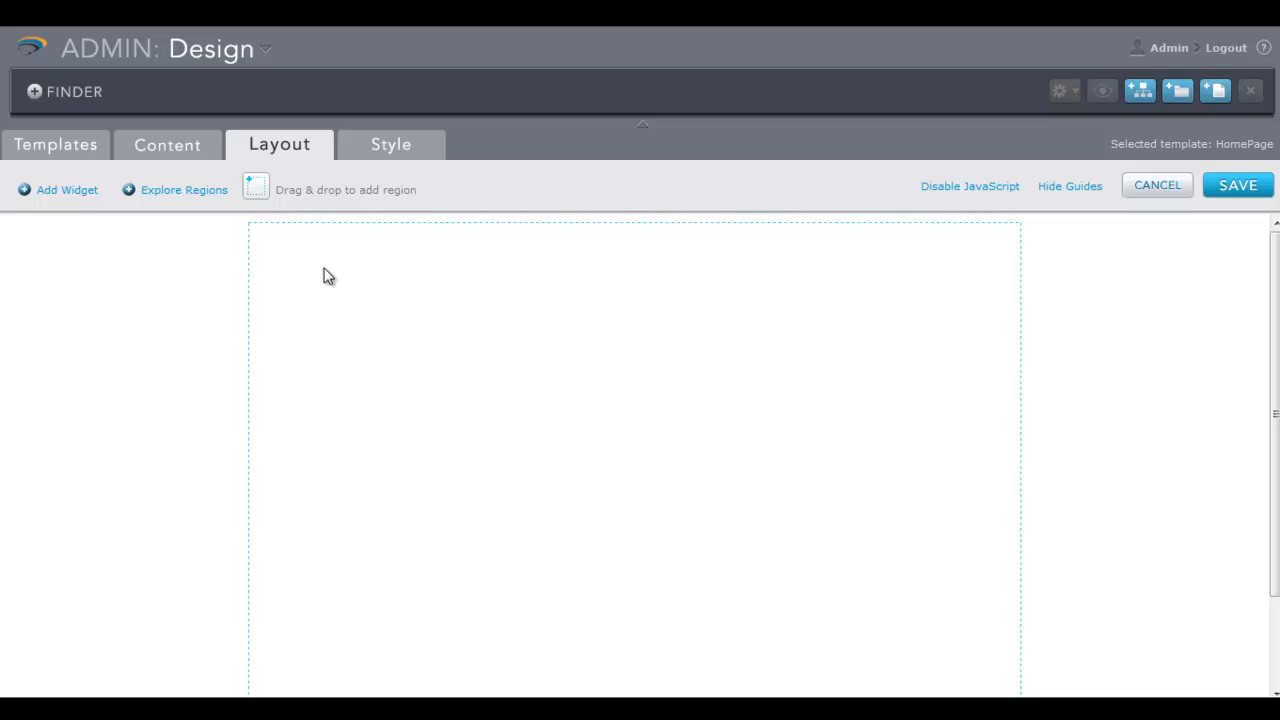 ADMIN: Design
Admin > Logout ?
FINDER
Templates Content Layout Style
Selected template: HomePage
Add Widget Explore Regions Drag & drop to add region
Disable JavaScript Hide Guides CANCEL SAVE